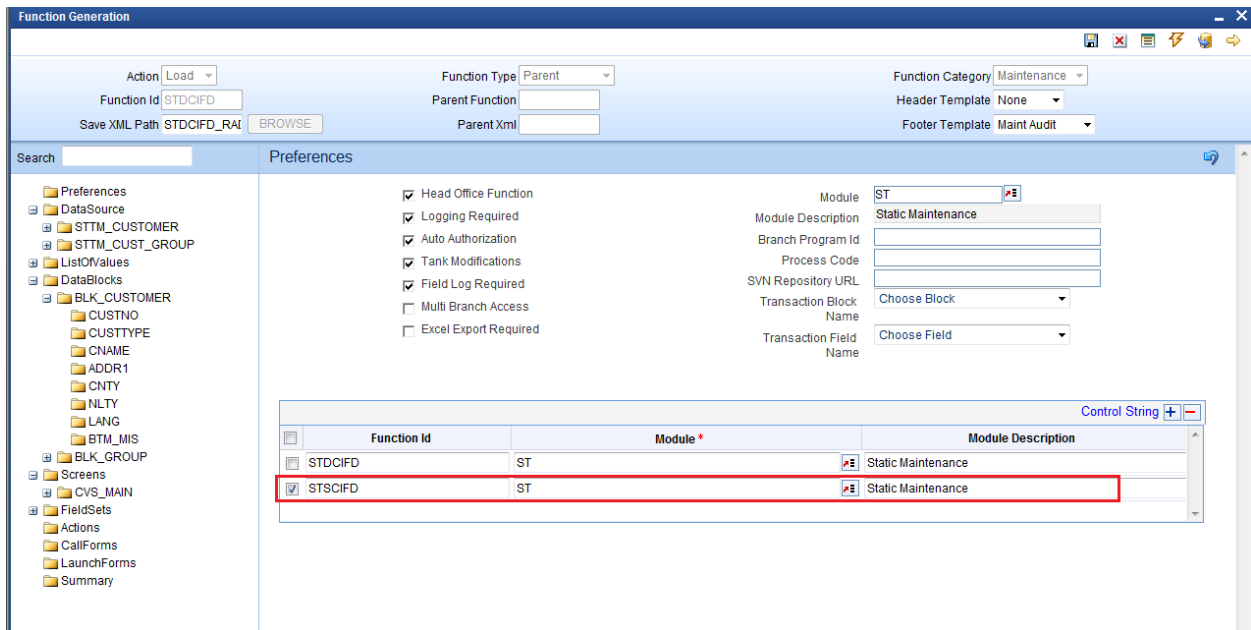 Function Generation
Action Load
Function Type Parent
Function Category Maintenance
Function Id STDCIFD
Parent Function
Header Template None
Save XML Path STDCIFD_RAD BROWSE
Parent Xml
Footer Template Maint Audit
Search
Preferences
Preferences
DataSource
STTM_CUSTOMER
STTM_CUST_GROUP
ListOfValues
DataBlocks
BLK_CUSTOMER
CUSTNO
CUSTTYPE
CNAME
ADDR1
CNTY
NLTY
LANG
BTM_MIS
BLK_GROUP
Screens
CVS_MAIN
FieldSets
Actions
CallForms
LaunchForms
Summary
Head Office Function
Logging Required
Auto Authorization
Tank Modifications
Field Log Required
Multi Branch Access
Excel Export Required
Module ST
Module Description Static Maintenance
Branch Program Id
Process Code
SVN Repository URL
Transaction Block Choose Block
Name
Transaction Field Choose Field
Name
Control String
Function Id Module * Module Description
STDCIFD ST Static Maintenance
STSCIFD ST Static Maintenance